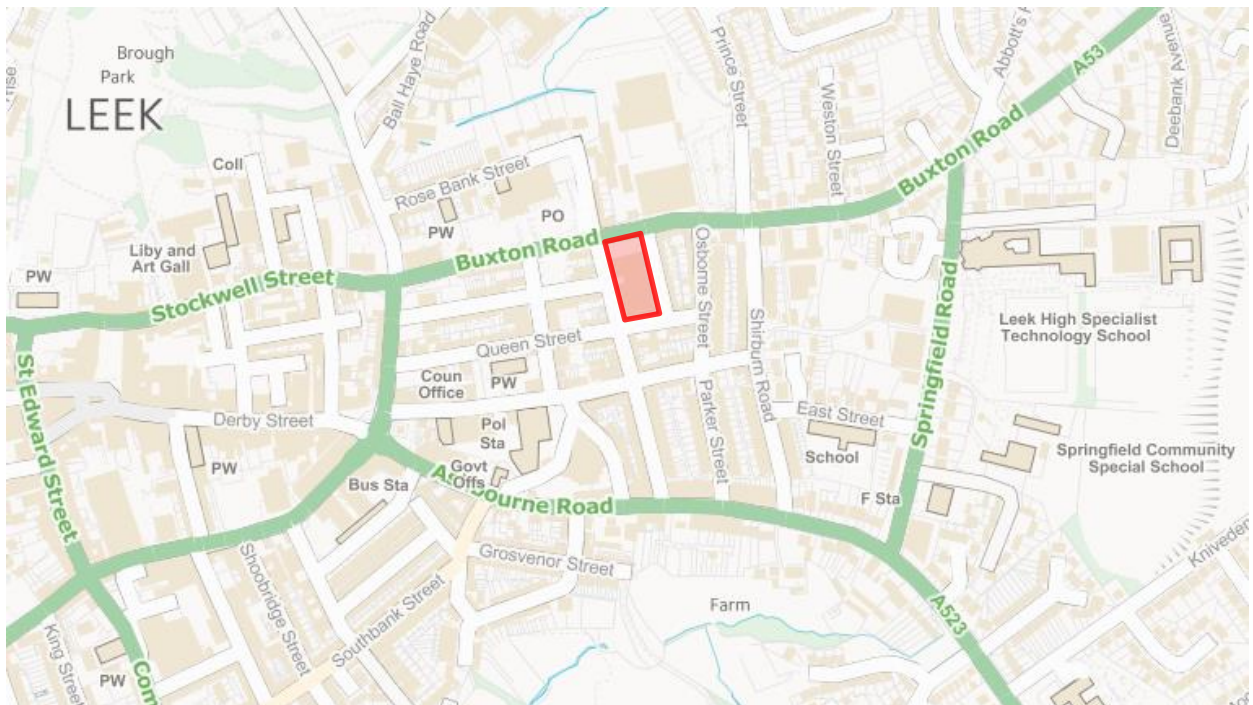 Brough
Park
LEEK
Ball Haye Road
Prince Street
Abbott's
A53
Deebank Avenue
Weston Street
Coll
Rose Bank Street
Buxton Road
PO
PW
Buxton Road
Liby and
Art Gall
PW
Stockwell Street
Osborne Street
Shirburn Road
Springfield Road
Leek High Specialist
Technology School
Queen Street
St Edward Street
Coun
Office
PW
Parker Street
East Street
Derby Street
Pol
Sta
School
Springfield Community
Special School
PW
Govt
Offs
Bus Sta
Ashbourne Road
F Sta
Grosvenor Street
Shoobridge Street
Southbank Street
Farm
A523
King Street
PW
Com